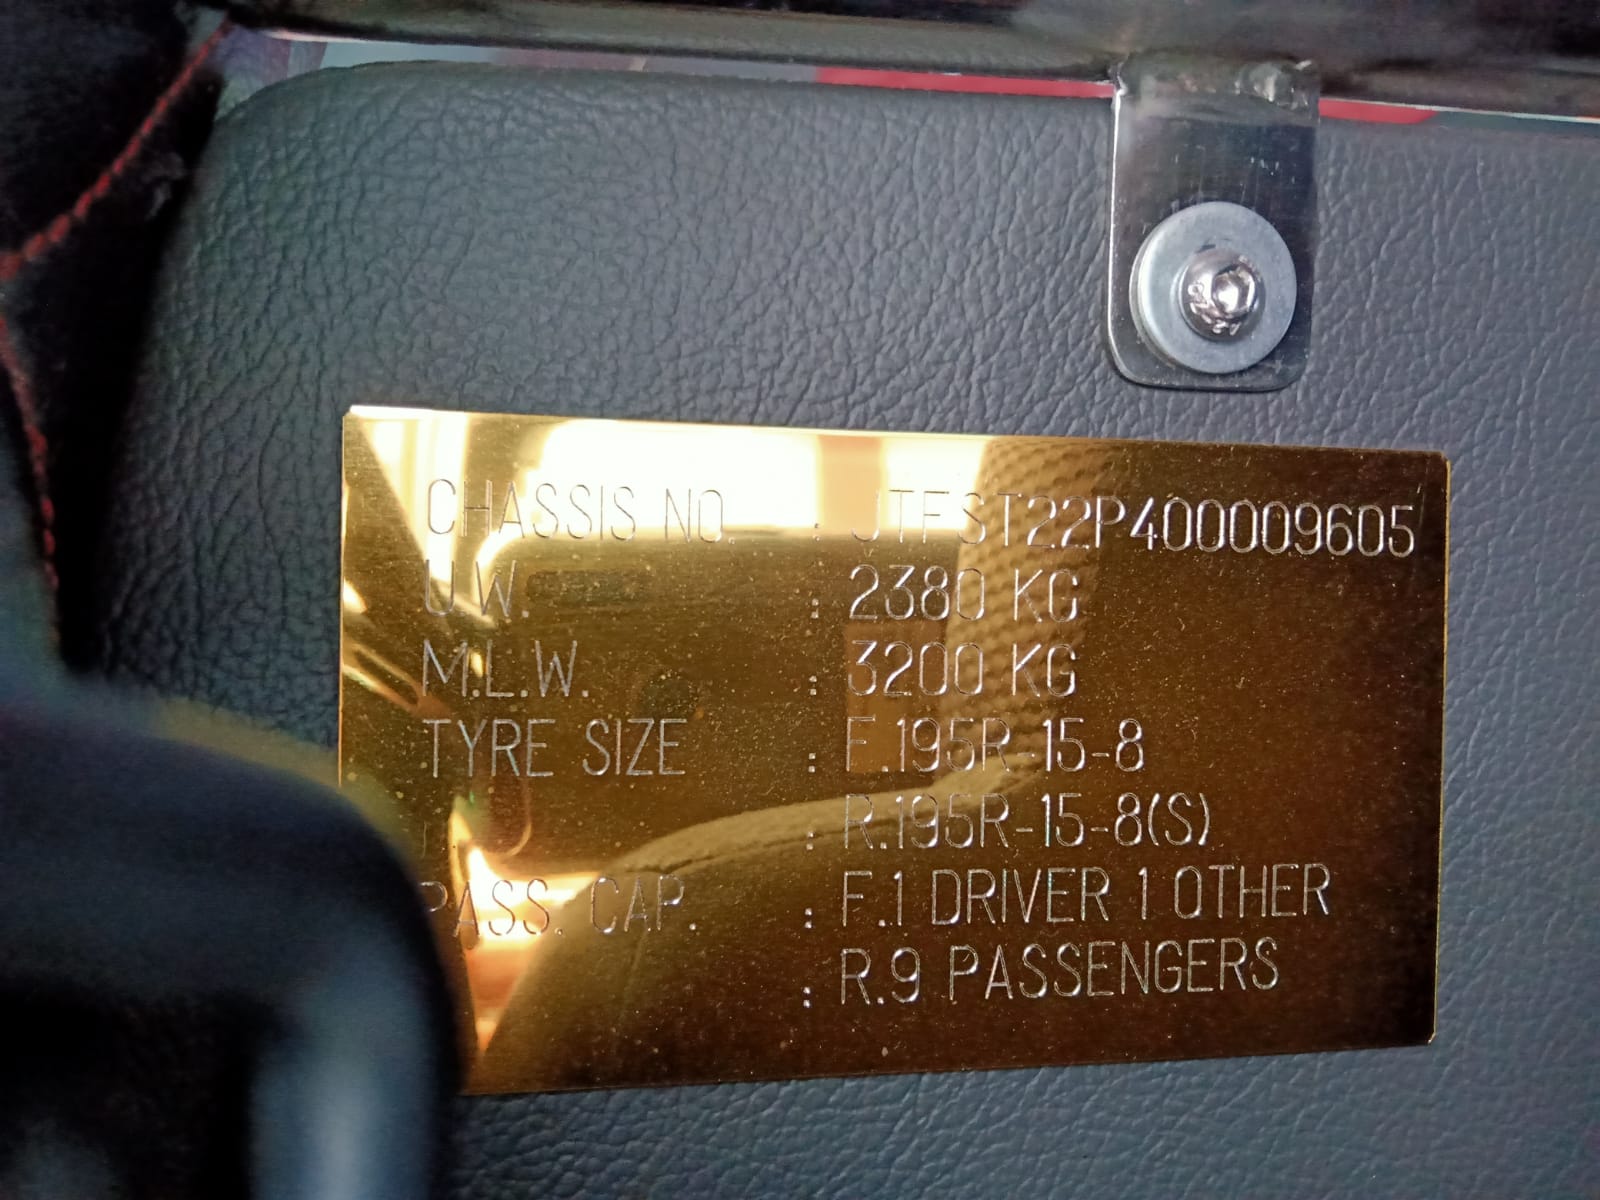 CHASSIS NO. : JTFST22P400009605
U.W. : 2380 KG
M.L.W. : 3200 KG
TYRE SIZE : F.195R-15-8
: R.195R-15-8(S)
PASS. CAP. : F.1 DRIVER 1 OTHER
: R.9 PASSENGERS